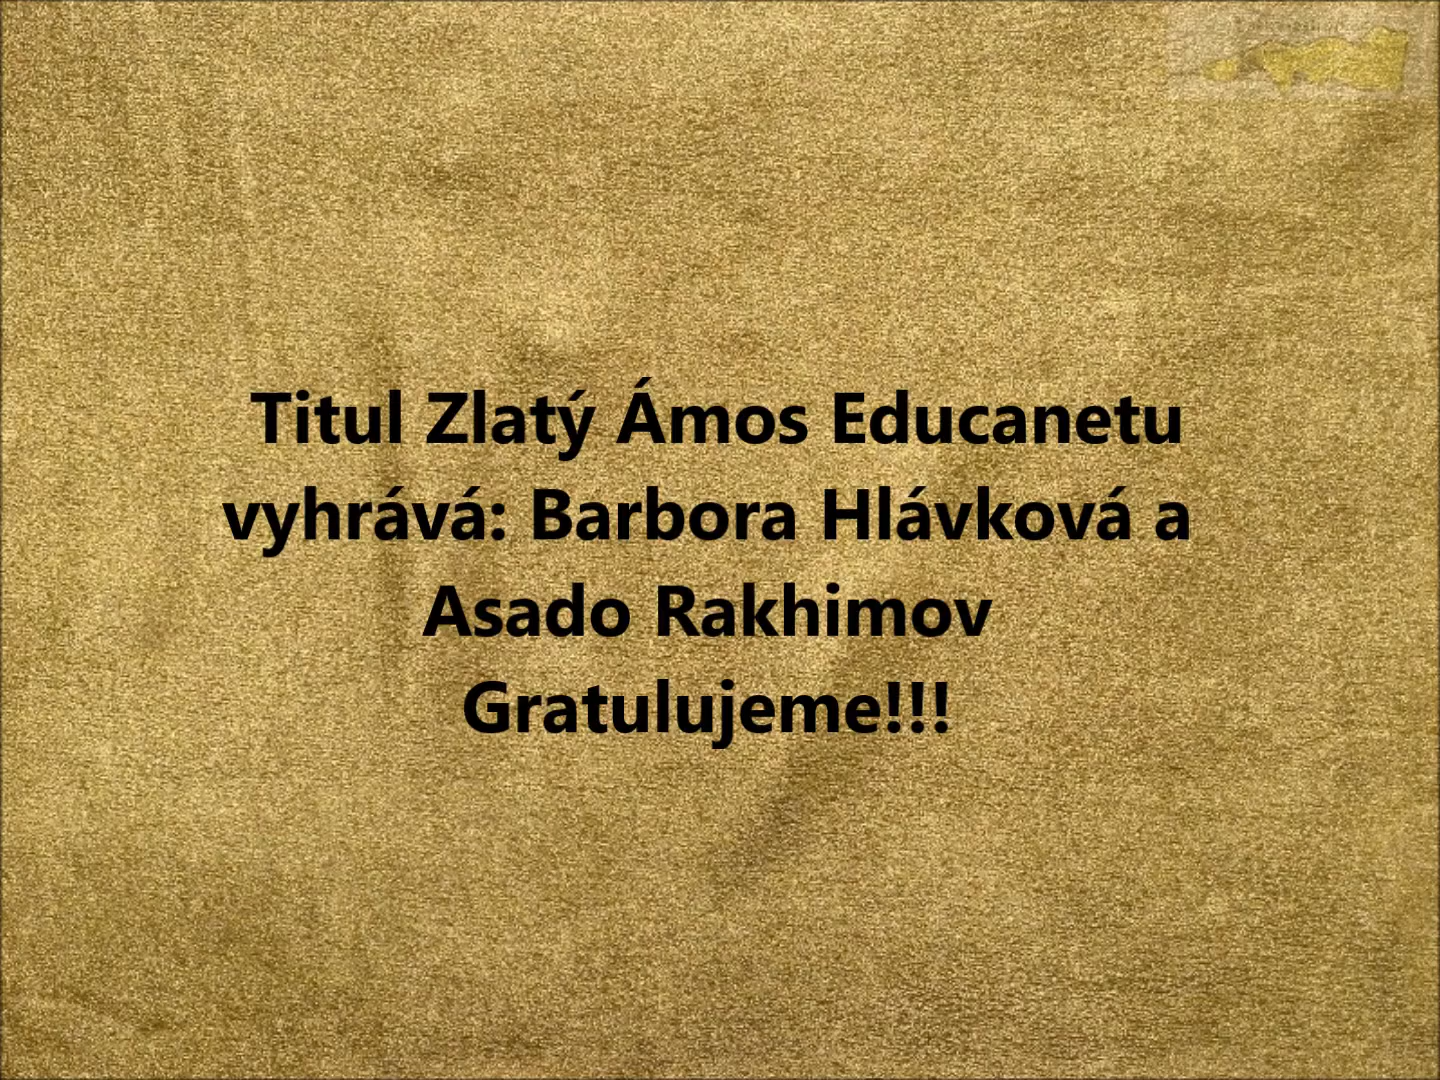 Titul Zlatý Ámos Educanetu
vyhrává: Barbora Hlávková a
Asado Rakhimov
Gratulujeme!!!